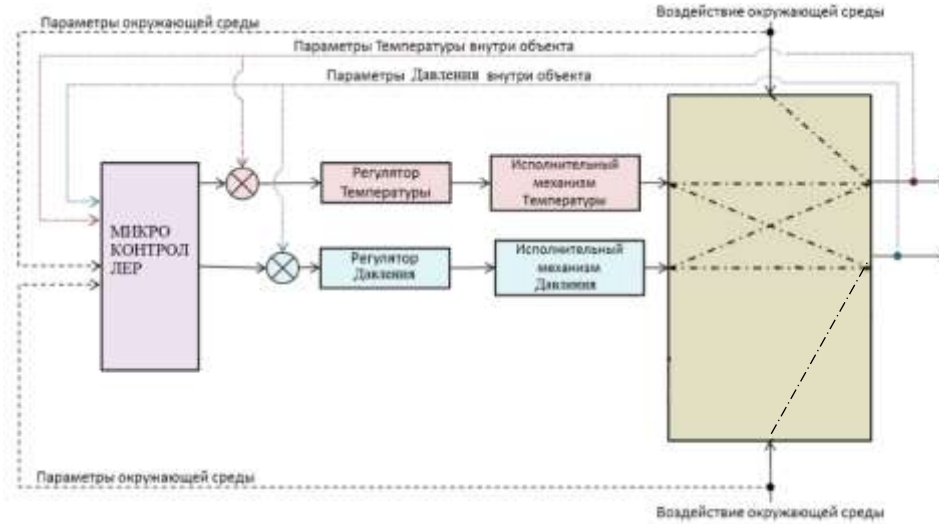 Воздействие окружающей среды
Параметры окружающей среды
Параметры Температуры внутри объекта
Параметры Давления внутри объекта
МИКРО
КОНТРОЛ
ЛЕР
Регулятор
Температуры
Исполнительный
механизм
Температуры
Регулятор
Давления
Исполнительный
механизм
Давления
Параметры окружающей среды
Воздействие окружающей среды